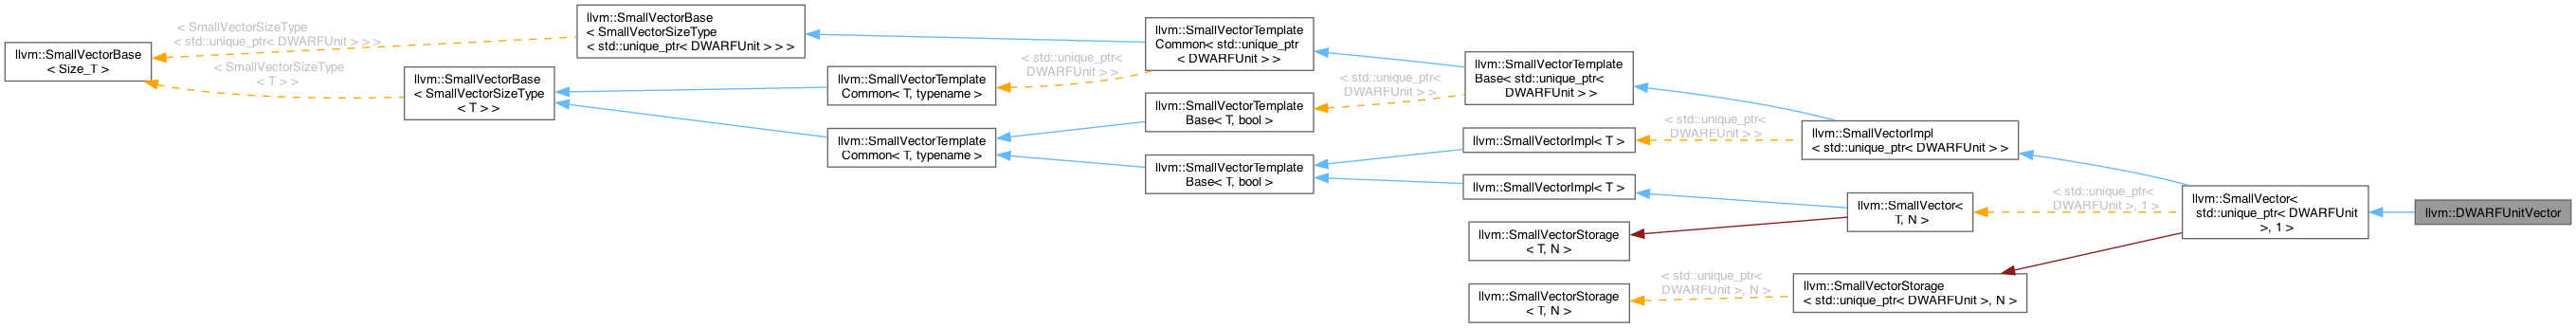 llvm::SmallVectorBase
< Size_T >
< SmallVectorSizeType
< std::unique_ptr< DWARFUnit > > >
< SmallVectorSizeType
< T > >
llvm::SmallVectorBase
< SmallVectorSizeType
< std::unique_ptr< DWARFUnit > > >
llvm::SmallVectorBase
< SmallVectorSizeType
< T > >
llvm::SmallVectorTemplate
Common< T, typename >
llvm::SmallVectorTemplate
Common< T, typename >
< std::unique_ptr<
DWARFUnit > >
llvm::SmallVectorTemplate
Common< std::unique_ptr
< DWARFUnit > >
llvm::SmallVectorTemplate
Base< T, bool >
llvm::SmallVectorTemplate
Base< T, bool >
< std::unique_ptr<
DWARFUnit > >
llvm::SmallVectorTemplate
Base< std::unique_ptr<
DWARFUnit > >
llvm::SmallVectorImpl< T >
llvm::SmallVectorImpl< T >
llvm::SmallVectorStorage
< T, N >
llvm::SmallVectorStorage
< T, N >
< std::unique_ptr<
DWARFUnit > >
< std::unique_ptr<
DWARFUnit >, N >
llvm::SmallVectorImpl
< std::unique_ptr< DWARFUnit > >
llvm::SmallVector<
T, N >
llvm::SmallVectorStorage
< std::unique_ptr< DWARFUnit >, N >
< std::unique_ptr<
DWARFUnit >, 1 >
llvm::SmallVector<
std::unique_ptr< DWARFUnit
>, 1 >
llvm::DWARFUnitVector